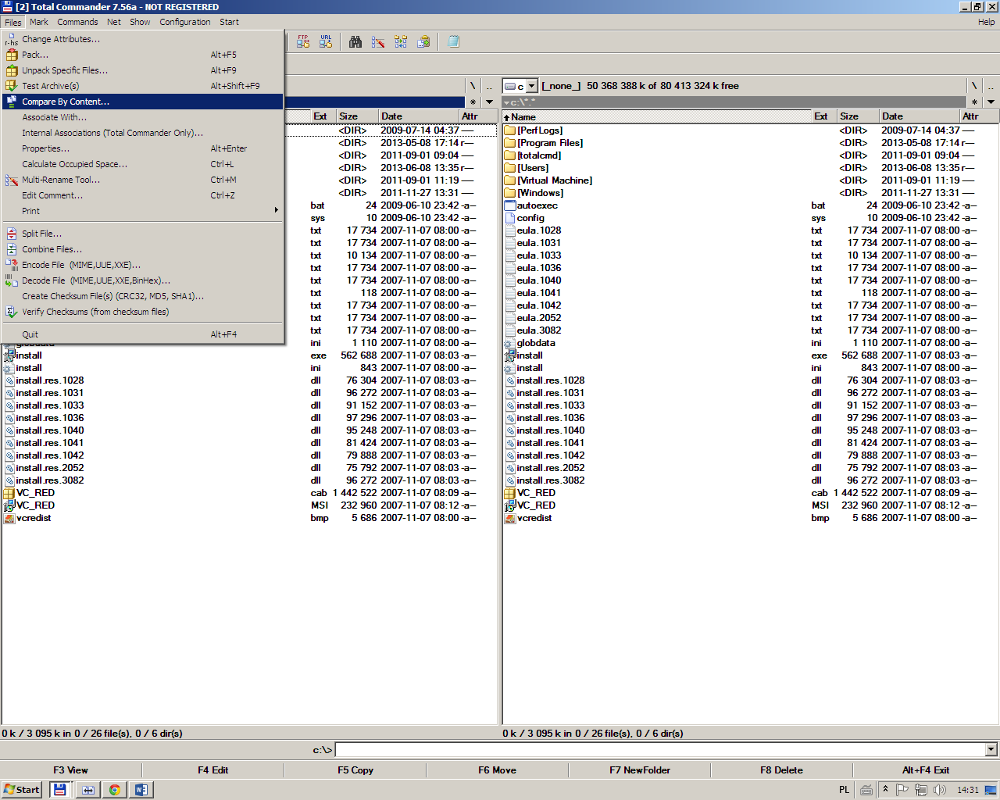 [2] Total Commander 7.56a - NOT REGISTERED
Files Mark Commands Net Show Configuration Start Help
Change Attributes...
Pack... Alt+F5
Unpack Specific Files... Alt+F9
Test Archive(s) Alt+Shift+F9
Compare By Content...
Associate With...
Internal Associations (Total Commander Only)...
Properties... Alt+Enter
Calculate Occupied Space... Ctrl+L
Multi-Rename Tool... Ctrl+M
Edit Comment... Ctrl+Z
Print
Split File...
Combine Files...
Encode File (MIME,UUE,XXE)...
Decode File (MIME,UUE,XXE,BinHex)...
Create Checksum File(s) (CRC32, MD5, SHA1)...
Verify Checksums (from checksum files)
Quit Alt+F4
FTP URL
\ ..
* 
Ext Size Date Attr
<DIR> 2009-07-14 04:37 ----
<DIR> 2013-05-08 17:14 r---
<DIR> 2011-09-01 09:04 ----
<DIR> 2013-06-08 13:35 r---
<DIR> 2011-09-01 11:19 ----
<DIR> 2011-11-27 13:31 ----
bat 24 2009-06-10 23:42 -a--
sys 10 2009-06-10 23:42 -a--
txt 17 734 2007-11-07 08:00 -a--
txt 17 734 2007-11-07 08:00 -a--
txt 10 134 2007-11-07 08:00 -a--
txt 17 734 2007-11-07 08:00 -a--
txt 17 734 2007-11-07 08:00 -a--
txt 118 2007-11-07 08:00 -a--
txt 17 734 2007-11-07 08:00 -a--
txt 17 734 2007-11-07 08:00 -a--
txt 17 734 2007-11-07 08:00 -a--
globdata ini 1 110 2007-11-07 08:00 -a--
install exe 562 688 2007-11-07 08:03 -a--
install ini 843 2007-11-07 08:00 -a--
install.res.1028 dll 76 304 2007-11-07 08:03 -a--
install.res.1031 dll 96 272 2007-11-07 08:03 -a--
install.res.1033 dll 91 152 2007-11-07 08:03 -a--
install.res.1036 dll 97 296 2007-11-07 08:03 -a--
install.res.1040 dll 95 248 2007-11-07 08:03 -a--
install.res.1041 dll 81 424 2007-11-07 08:03 -a--
install.res.1042 dll 79 888 2007-11-07 08:03 -a--
install.res.2052 dll 75 792 2007-11-07 08:03 -a--
install.res.3082 dll 96 272 2007-11-07 08:03 -a--
VC_RED cab 1 442 522 2007-11-07 08:09 -a--
VC_RED MSI 232 960 2007-11-07 08:12 -a--
vcredist bmp 5 686 2007-11-07 08:00 -a--
0 k / 3 095 k in 0 / 26 file(s), 0 / 6 dir(s)
c [_none_] 50 368 388 k of 80 413 324 k free \ ..
c:\*.* *
Name Ext Size Date Attr
[PerfLogs] <DIR> 2009-07-14 04:37 ----
[Program Files] <DIR> 2013-05-08 17:14 r---
[totalcmd] <DIR> 2011-09-01 09:04 ----
[Users] <DIR> 2013-06-08 13:35 r---
[Virtual Machine] <DIR> 2011-09-01 11:19 ----
[Windows] <DIR> 2011-11-27 13:31 ----
autoexec bat 24 2009-06-10 23:42 -a--
config sys 10 2009-06-10 23:42 -a--
eula.1028 txt 17 734 2007-11-07 08:00 -a--
eula.1031 txt 17 734 2007-11-07 08:00 -a--
eula.1033 txt 10 134 2007-11-07 08:00 -a--
eula.1036 txt 17 734 2007-11-07 08:00 -a--
eula.1040 txt 17 734 2007-11-07 08:00 -a--
eula.1041 txt 118 2007-11-07 08:00 -a--
eula.1042 txt 17 734 2007-11-07 08:00 -a--
eula.2052 txt 17 734 2007-11-07 08:00 -a--
eula.3082 txt 17 734 2007-11-07 08:00 -a--
globdata ini 1 110 2007-11-07 08:00 -a--
install exe 562 688 2007-11-07 08:03 -a--
install ini 843 2007-11-07 08:00 -a--
install.res.1028 dll 76 304 2007-11-07 08:03 -a--
install.res.1031 dll 96 272 2007-11-07 08:03 -a--
install.res.1033 dll 91 152 2007-11-07 08:03 -a--
install.res.1036 dll 97 296 2007-11-07 08:03 -a--
install.res.1040 dll 95 248 2007-11-07 08:03 -a--
install.res.1041 dll 81 424 2007-11-07 08:03 -a--
install.res.1042 dll 79 888 2007-11-07 08:03 -a--
install.res.2052 dll 75 792 2007-11-07 08:03 -a--
install.res.3082 dll 96 272 2007-11-07 08:03 -a--
VC_RED cab 1 442 522 2007-11-07 08:09 -a--
VC_RED MSI 232 960 2007-11-07 08:12 -a--
vcredist bmp 5 686 2007-11-07 08:00 -a--
0 k / 3 095 k in 0 / 26 file(s), 0 / 6 dir(s)
c:\>
F3 View F4 Edit F5 Copy F6 Move F7 NewFolder F8 Delete Alt+F4 Exit
Start PL 14:31